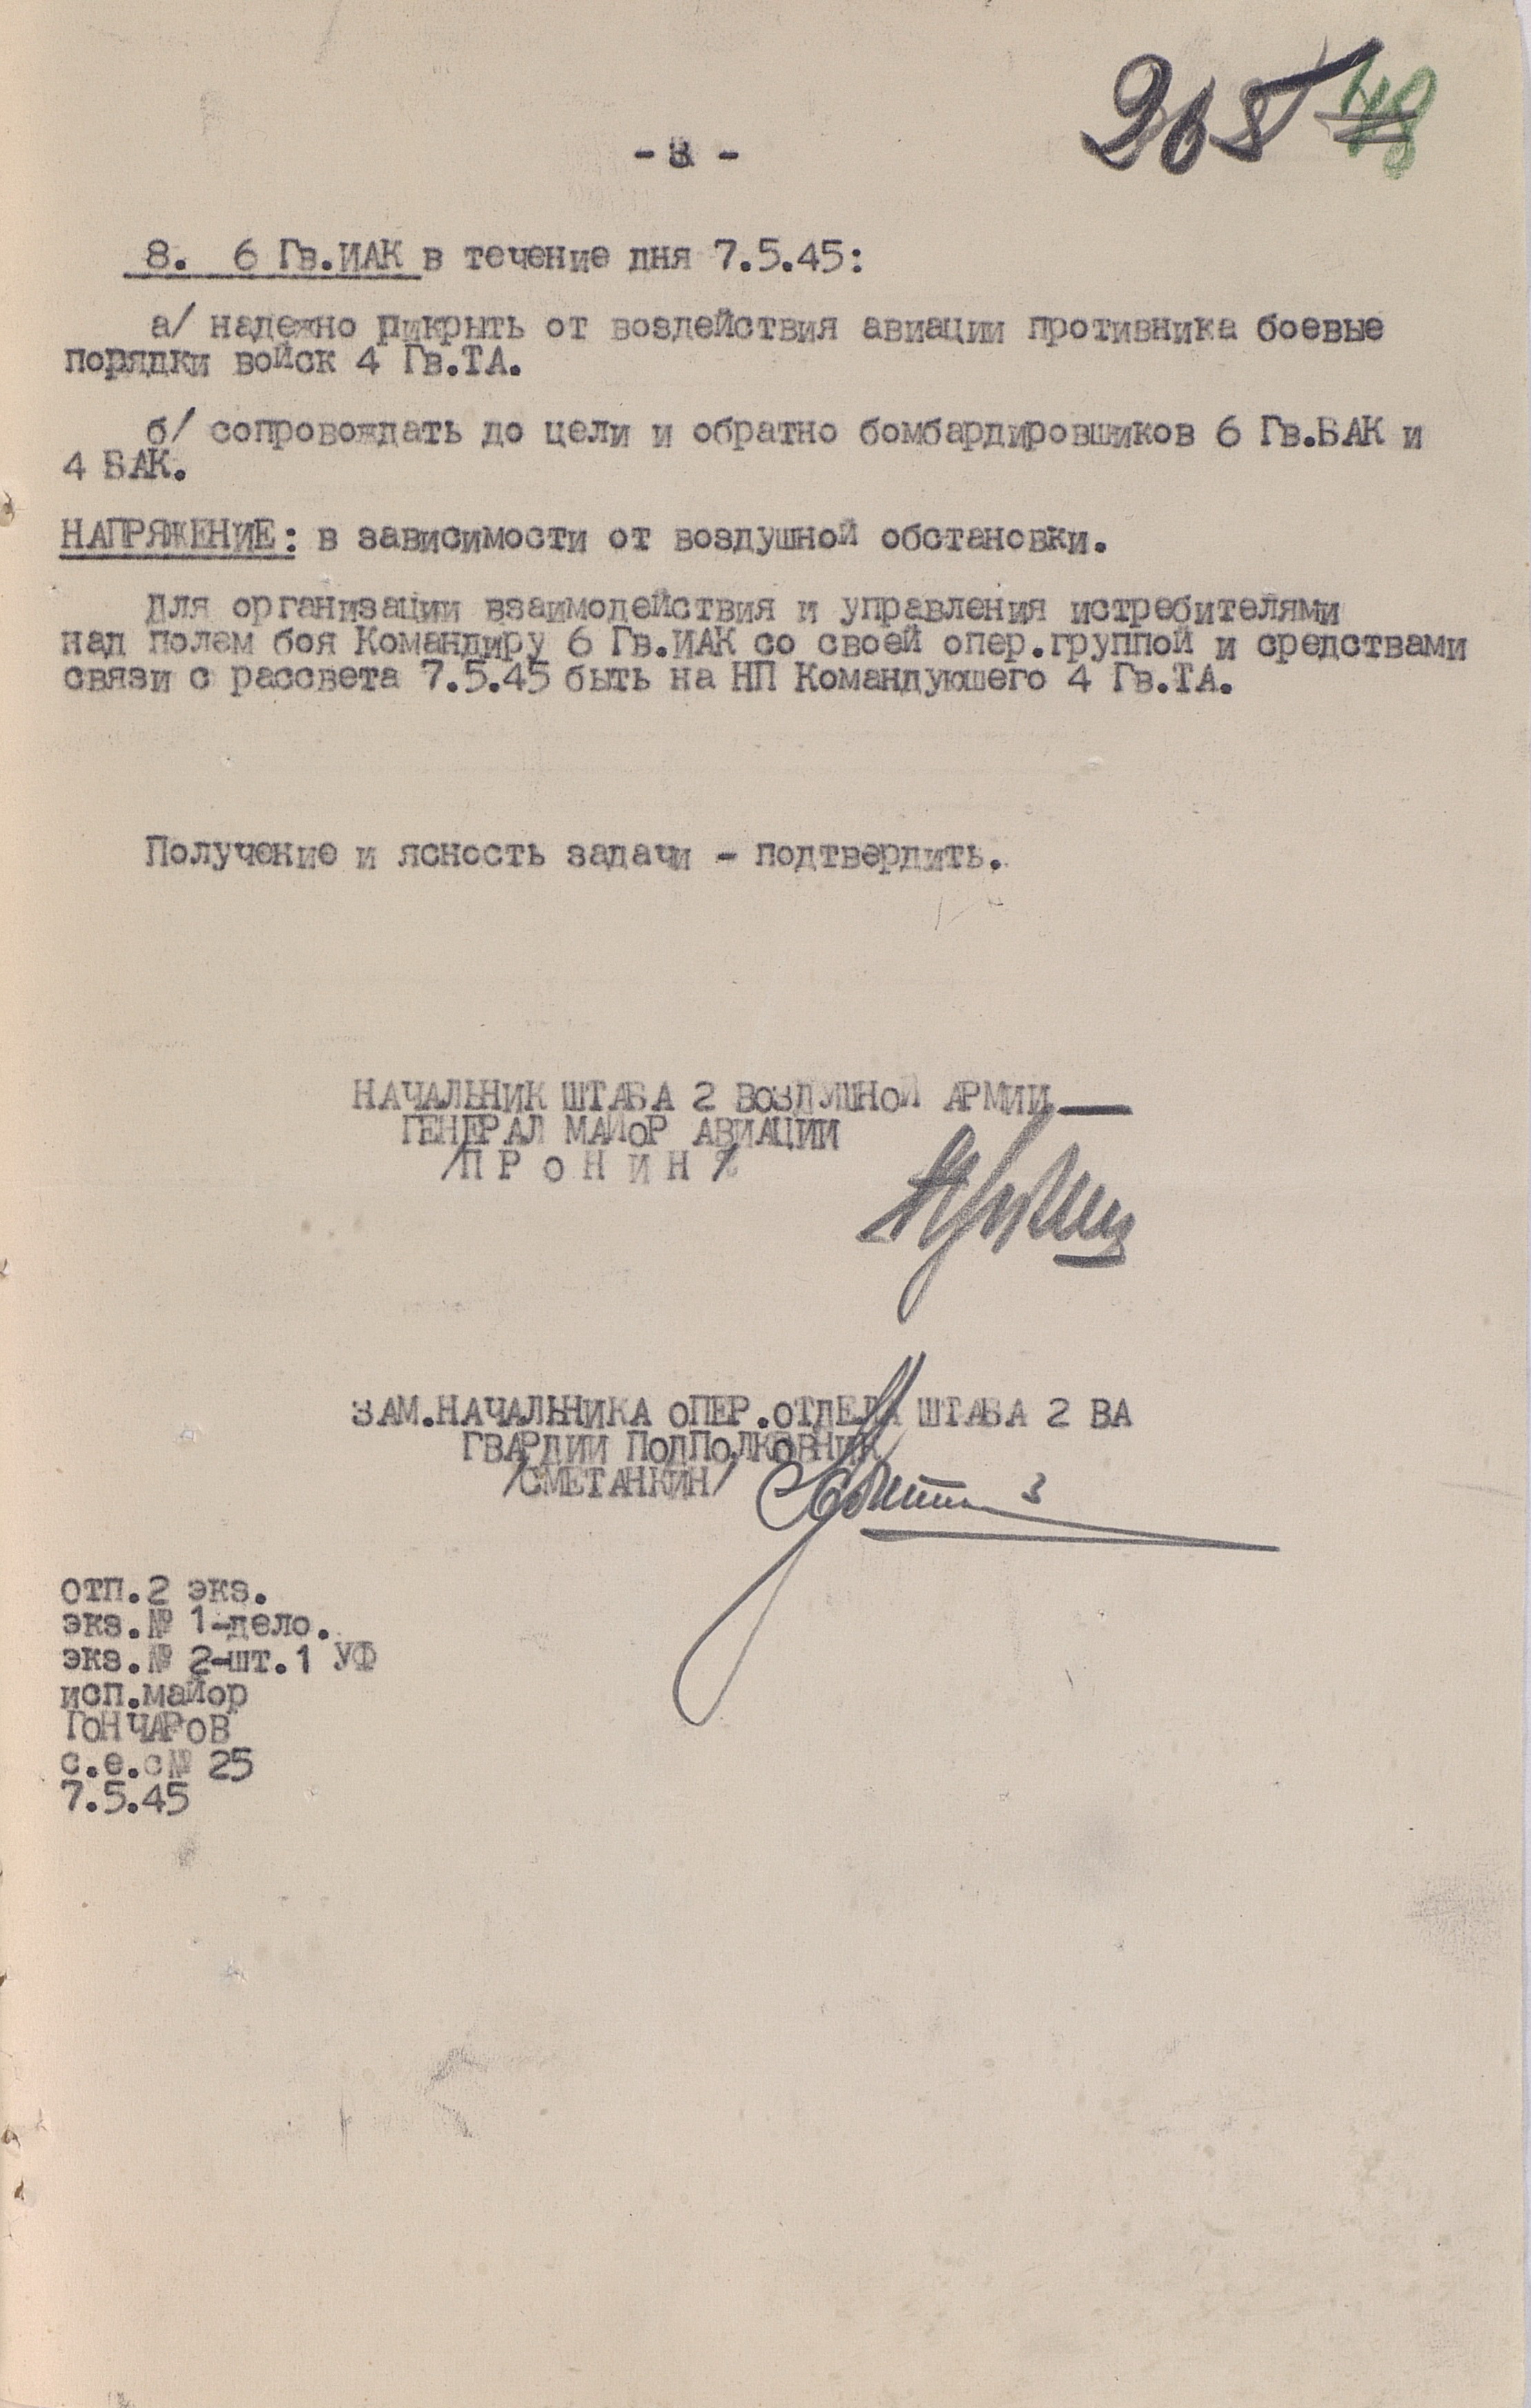 205 48
- 3 -
8. 6 Гв.ИАК в течение дня 7.5.45:
а/ надежно рикрыть от воздействия авиации противника боевые
порядки войск 4 Гв.ТА.
б/ сопровождать до цели и обратно бомбардировшиков 6 Гв.БАК и
4 БАК.
НАПРЯЖЕНИЕ: в зависимости от воздушной обстановки.
Для организации взаимодействия и управления истребителями
над полем боя Командиру 6 Гв.ИАК со своей опер.группой и средствами
связи с рассвета 7.5.45 быть на НП Командуюшего 4 Гв.ТА.
Получение и ясность задачи - подтвердить.
НАЧАЛЬНИК ШТАБА 2 ВОЗДУШНОЙ АРМИИ
ГЕНЕРАЛ МАЙОР АВИАЦИИ
/П Р О Н И Н/
ЗАМ.НАЧАЛЬНИКА ОПЕР.ОТДЕЛА ШТАБА 2 ВА
ГВАРДИИ ПОДПОЛКОВНИК
/СМЕТАНКИН/
отп.2 экз.
экз.№ 1-дело.
экз.№ 2-шт.1 УФ
исп.майор
ГОНЧАРОВ
с.е.с№ 25
7.5.45